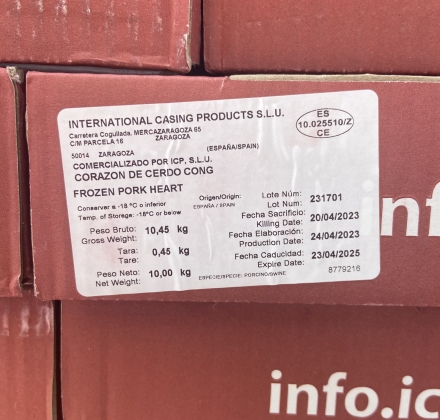 INTERNATIONAL CASING PRODUCTS S.L.U.
Carretera Cogullada, MERCAZARAGOZA 65
C/M PARCELA 16 ZARAGOZA
50014 ZARAGOZA (ESPAÑA/SPAIN)
ES
10.025510/Z
CE
COMERCIALIZADO POR ICP, S.L.U.
CORAZON DE CERDO CONG
FROZEN PORK HEART
Conservar a -18 ºC o inferior
Temp. of Storage: -18ºC or below
Origen/Origin:
ESPAÑA / SPAIN
Peso Bruto: 10,45 kg
Gross Weight:
Tara: 0,45 kg
Tare:
Peso Neto: 10,00 kg
Net Weight:
Lote Núm: 231701
Lot Num:
Fecha Sacrificio: 20/04/2023
Killing Date:
Fecha Elaboración: 24/04/2023
Production Date:
Fecha Caducidad: 23/04/2025
Expire Date:
ESPECIE/SPECIE: PORCINO/SWINE
8779216
inf
info.ic